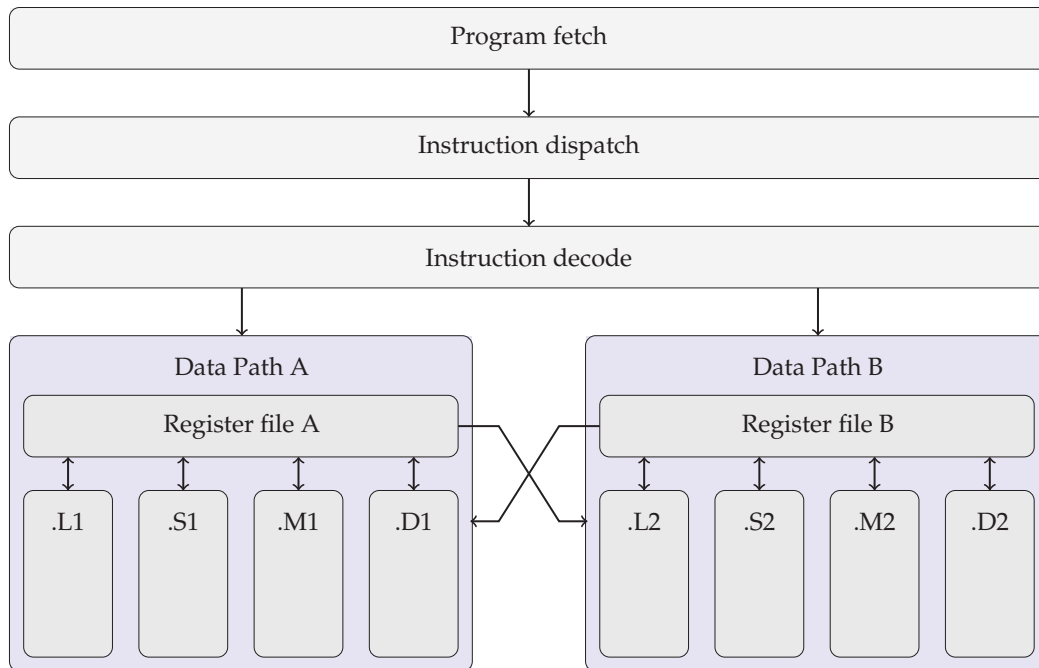 Program fetch
Instruction dispatch
Instruction decode
Data Path A
Data Path B
Register file A
Register file B
.L1
.S1
.M1
.D1
.L2
.S2
.M2
.D2